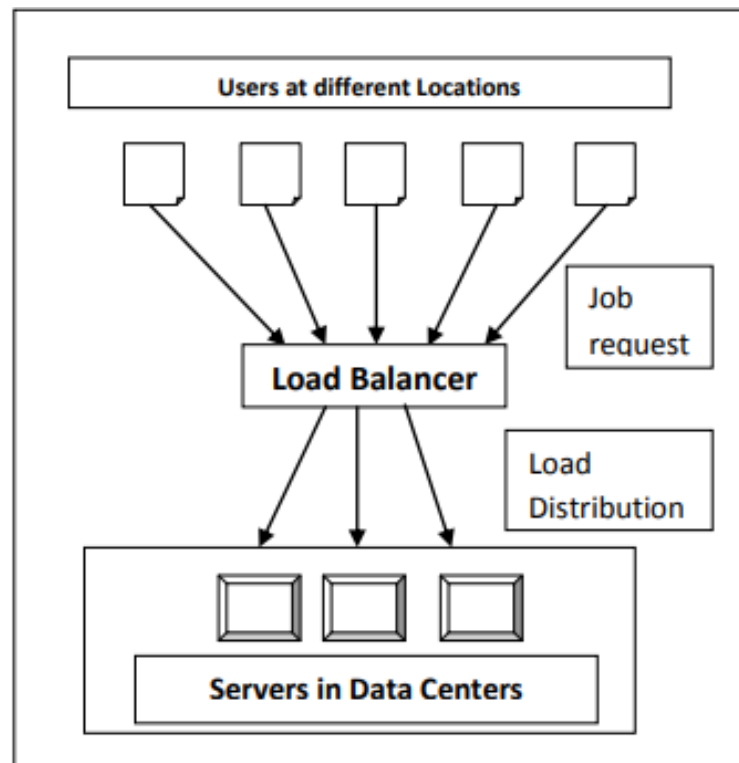 Users at different Locations
Job
request
Load Balancer
Load
Distribution
Servers in Data Centers